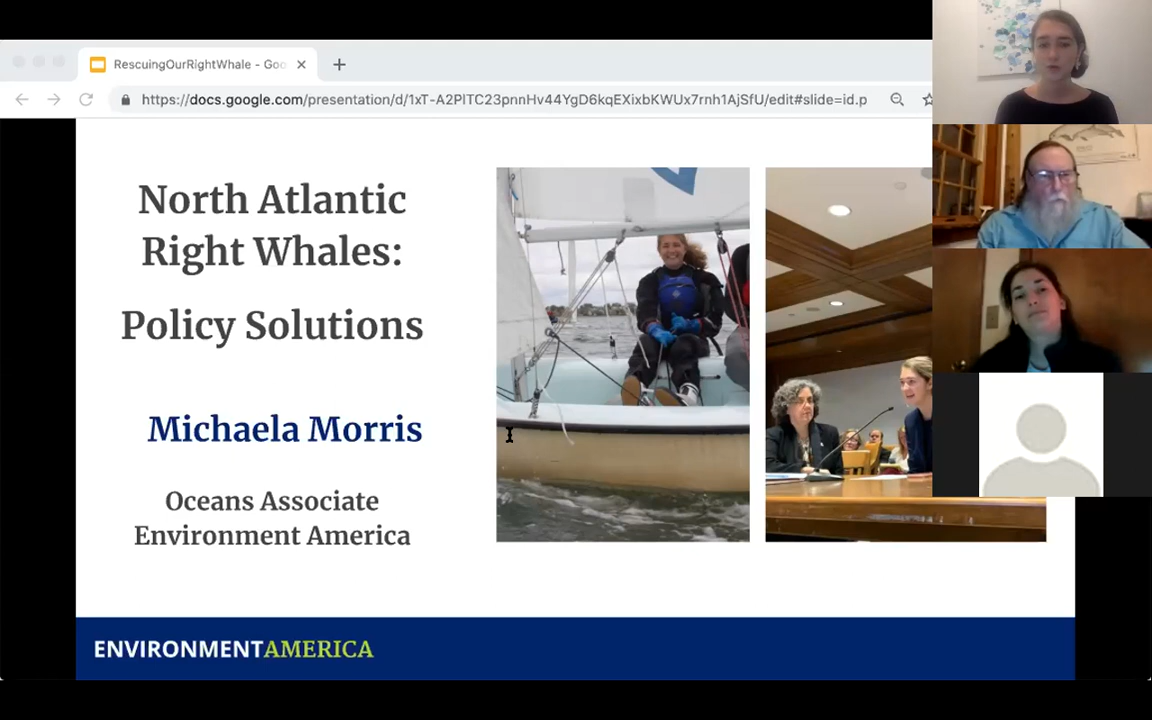 RescuingOurRightWhale - Goo
https://docs.google.com/presentation/d/1xT-A2PlTC23pnnHv44YgD6kqEXixbKWUx7rnh1AjSfU/edit#slide=id.p
North Atlantic
Right Whales:
Policy Solutions
Michaela Morris
Oceans Associate
Environment America
ENVIRONMENTAMERICA